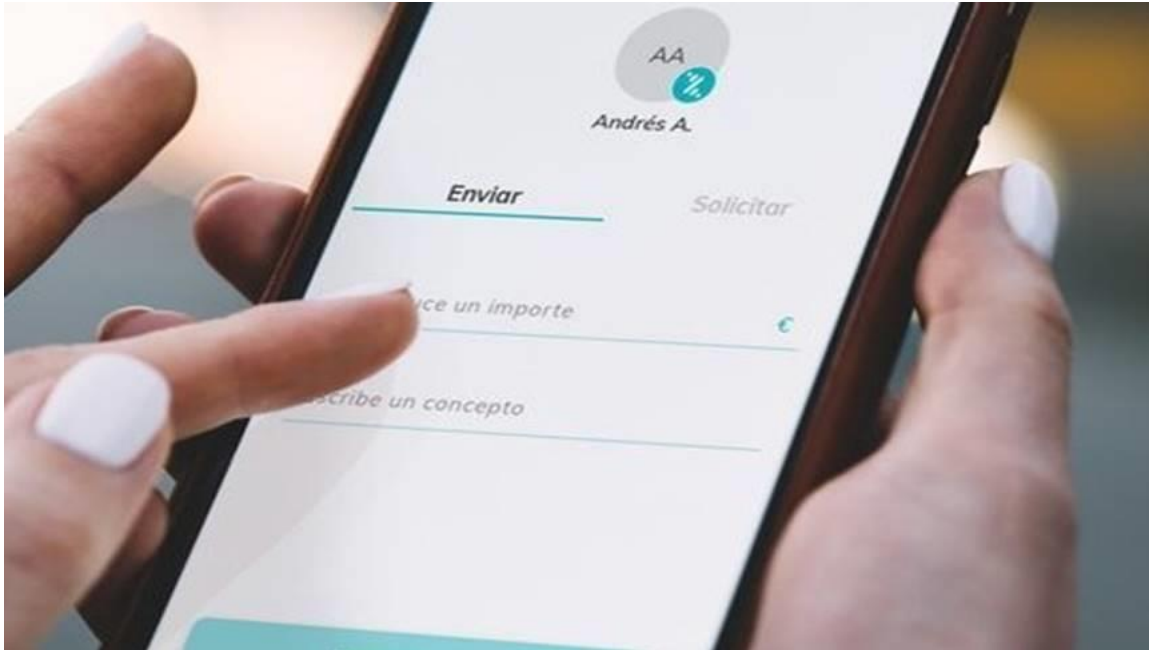 AA
Andrés A.
Enviar Solicitar
un importe €
un concepto